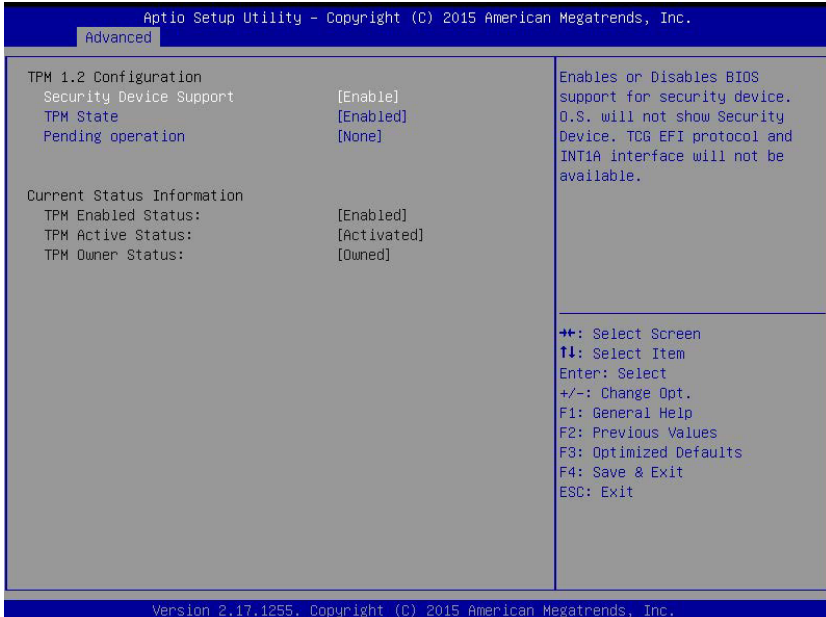 Aptio Setup Utility – Copyright (C) 2015 American Megatrends, Inc.
Advanced
TPM 1.2 Configuration
Security Device Support [Enable]
TPM State [Enabled]
Pending operation [None]
Current Status Information
TPM Enabled Status: [Enabled]
TPM Active Status: [Activated]
TPM Owner Status: [Owned]
Enables or Disables BIOS
support for security device.
O.S. will not show Security
Device. TCG EFI protocol and
INT1A interface will not be
available.
→←: Select Screen
↑↓: Select Item
Enter: Select
+/-: Change Opt.
F1: General Help
F2: Previous Values
F3: Optimized Defaults
F4: Save & Exit
ESC: Exit
Version 2.17.1255. Copyright (C) 2015 American Megatrends, Inc.